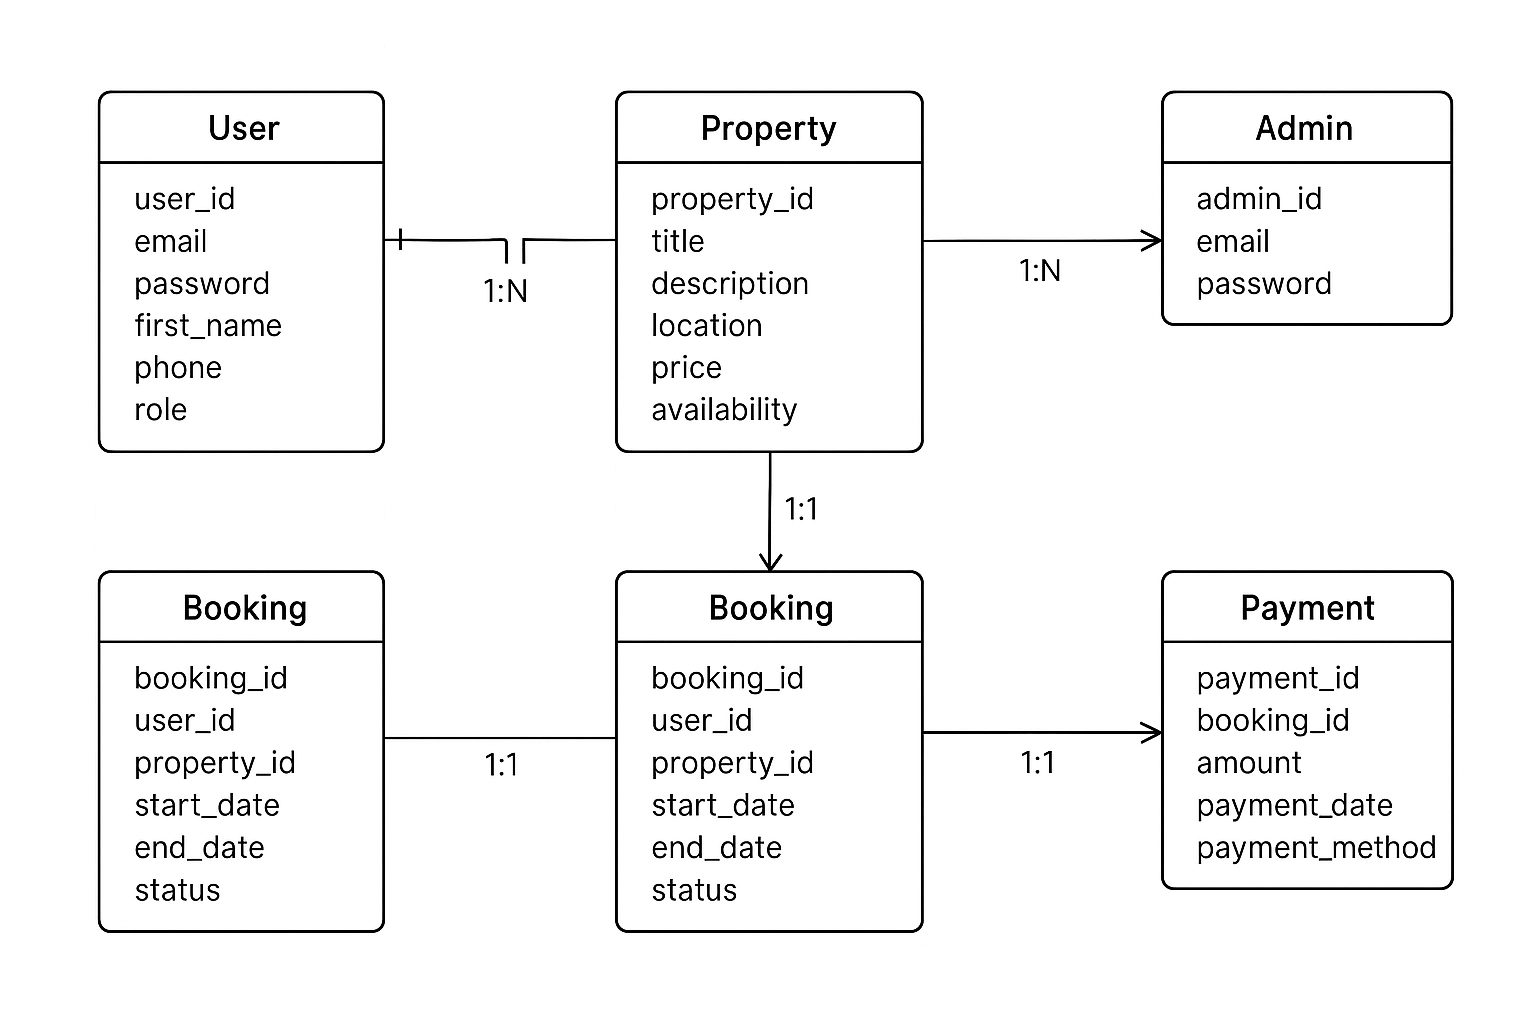 User
user_id
email
password
first_name
phone
role
1:N
Property
property_id
title
description
location
price
availability
1:N
Admin
admin_id
email
password
1:1
Booking
booking_id
user_id
property_id
start_date
end_date
status
1:1
Booking
booking_id
user_id
property_id
start_date
end_date
status
1:1
Payment
payment_id
booking_id
amount
payment_date
payment_method